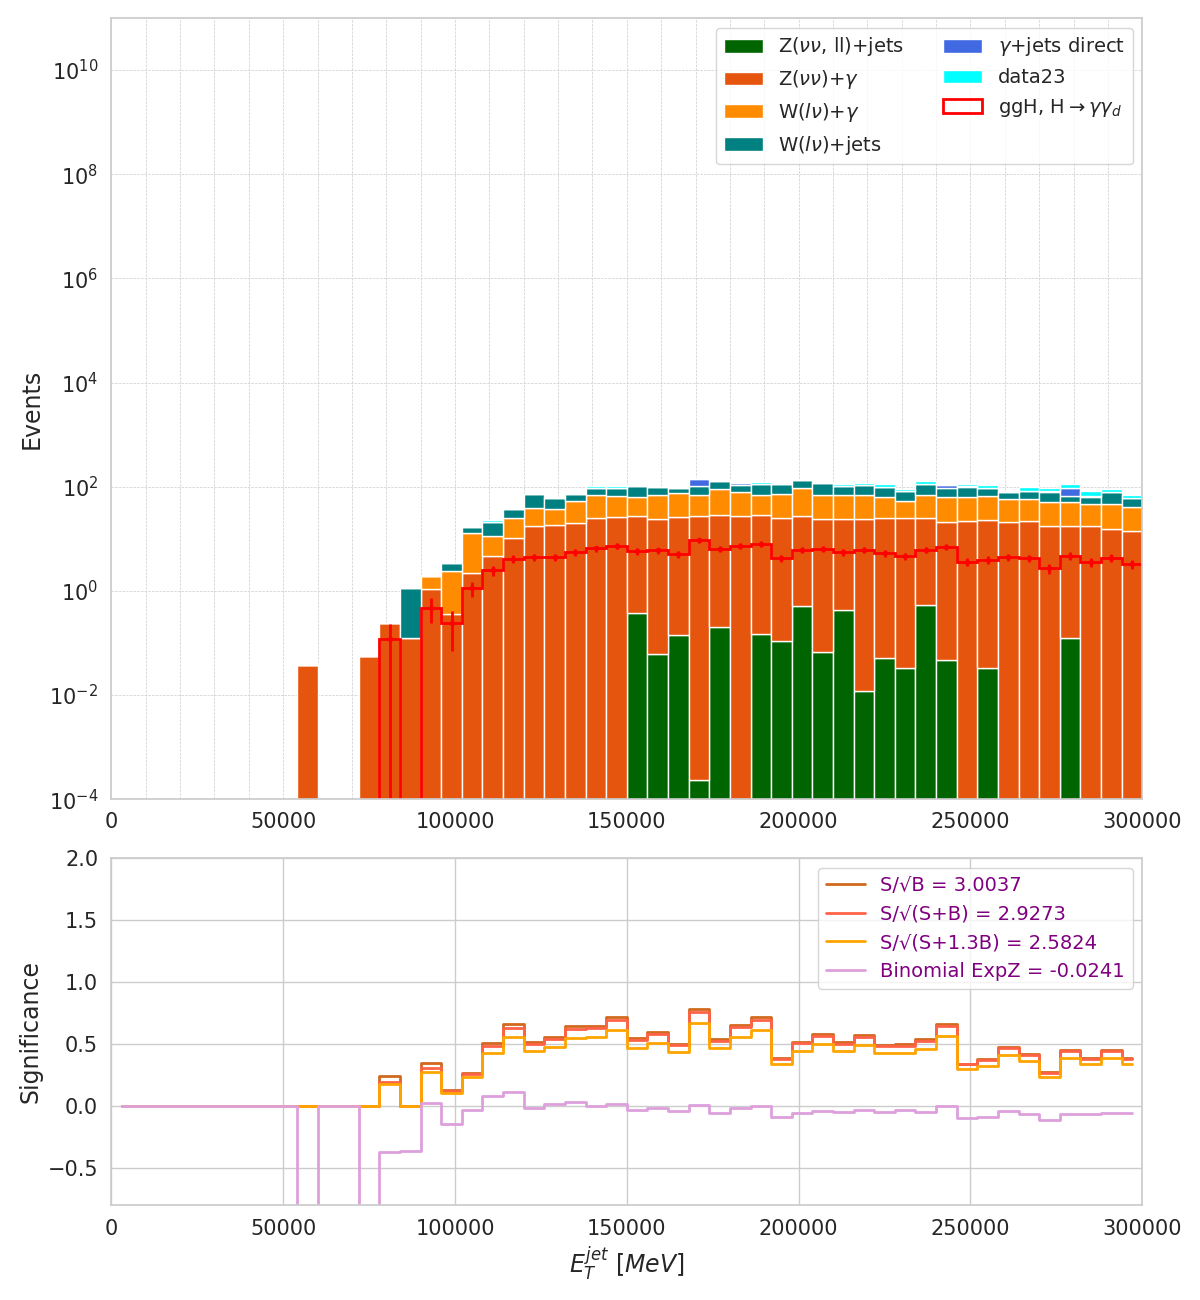 Z(νν, ll)+jets
Z(νν)+γ
W(lν)+γ
W(lν)+jets
γ+jets direct
data23
ggH, H→γγ_d
Events
10^10
10^8
10^6
10^4
10^2
10^0
10^−2
10^−4
0 50000 100000 150000 200000 250000 300000
S/√B = 3.0037
S/√(S+B) = 2.9273
S/√(S+1.3B) = 2.5824
Binomial ExpZ = -0.0241
Significance
2.0
1.5
1.0
0.5
0.0
−0.5
0 50000 100000 150000 200000 250000 300000
E_T^jet [MeV]